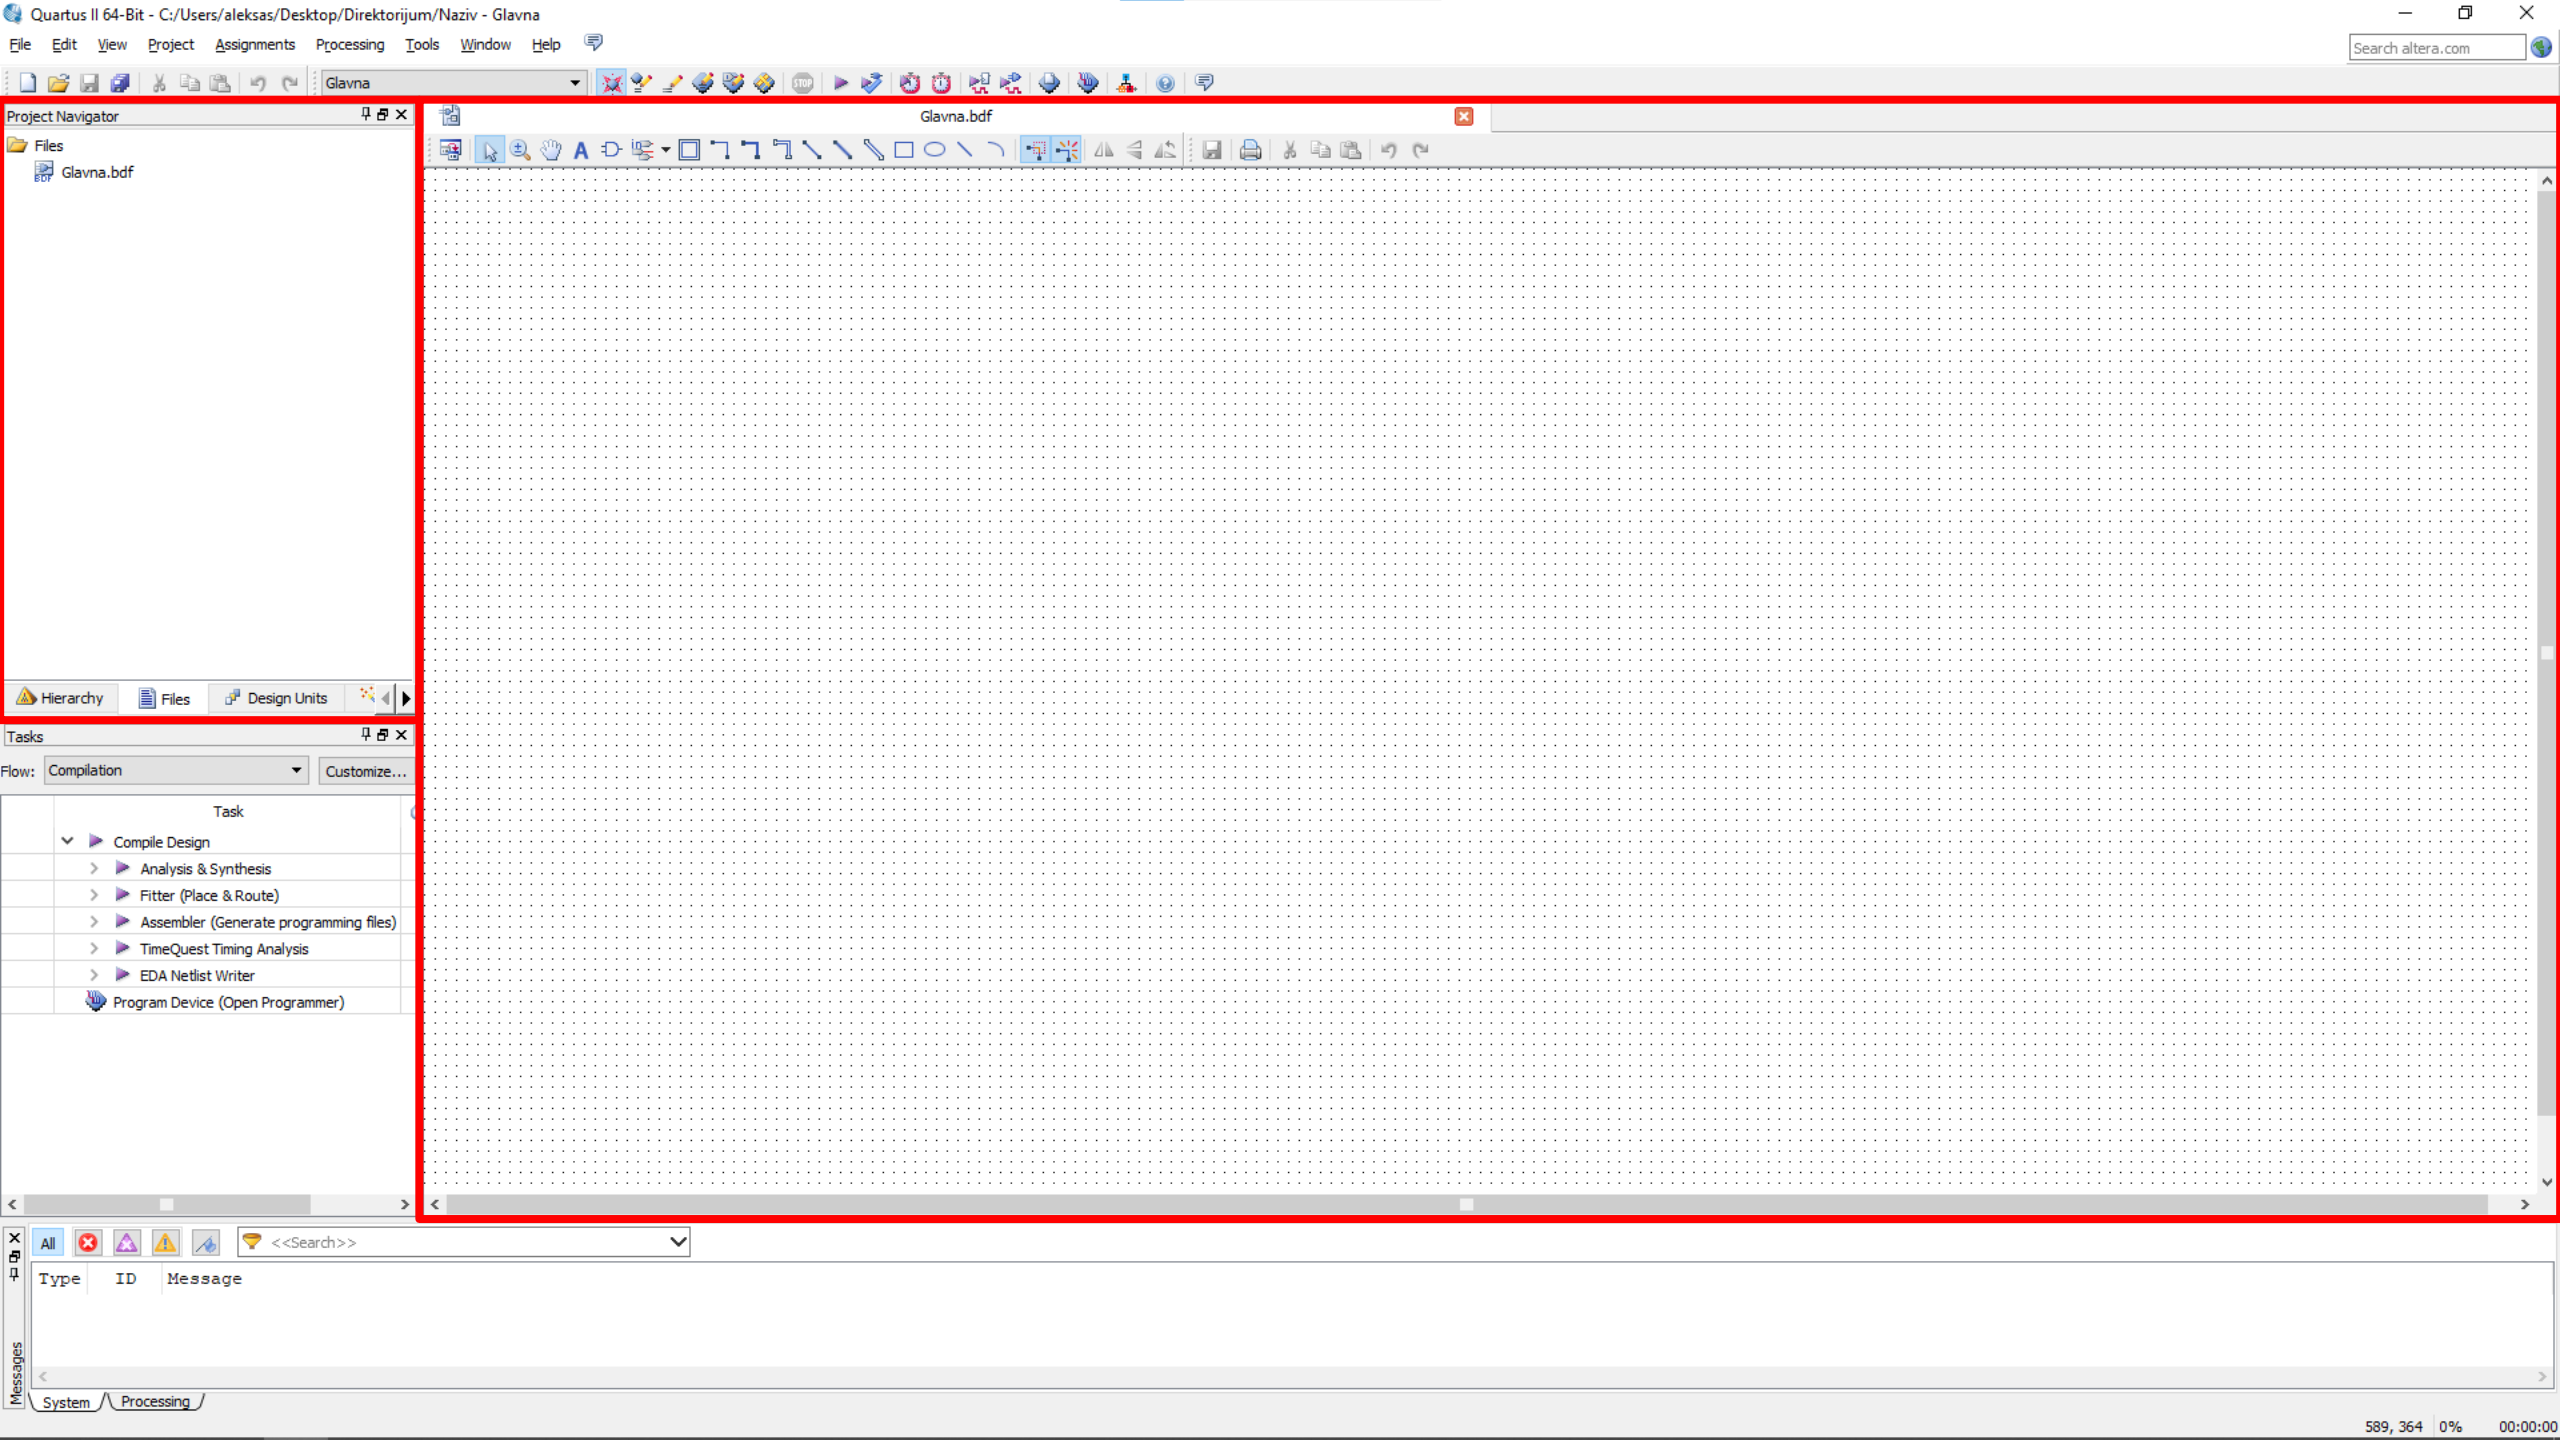 Quartus II 64-Bit - C:/Users/aleksas/Desktop/Direktorijum/Naziv - Glavna
File Edit View Project Assignments Processing Tools Window Help
Search altera.com
Glavna
STOP
Project Navigator
Glavna.bdf
Files
BDF Glavna.bdf
A
Hierarchy Files Design Units
Tasks
Flow: Compilation Customize...
Task
Compile Design
Analysis & Synthesis
Fitter (Place & Route)
Assembler (Generate programming files)
TimeQuest Timing Analysis
EDA Netlist Writer
Program Device (Open Programmer)
All <<Search>>
Type ID Message
Messages
System Processing
589, 364 0% 00:00:00